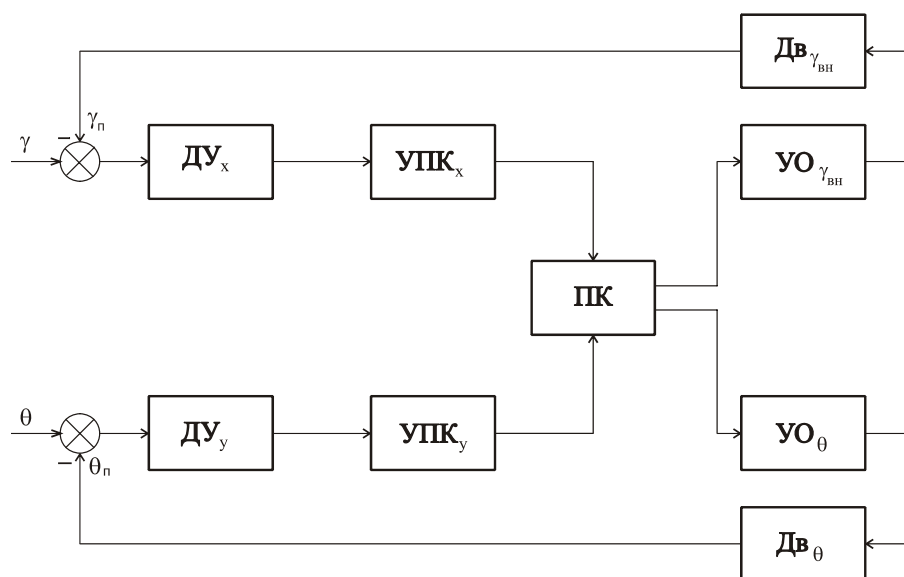 Дв γвн
γп
−
γ
ДУх
УПКх
УО γвн
ПК
θ
ДУу
УПКу
УО θ
− θп
Дв θ